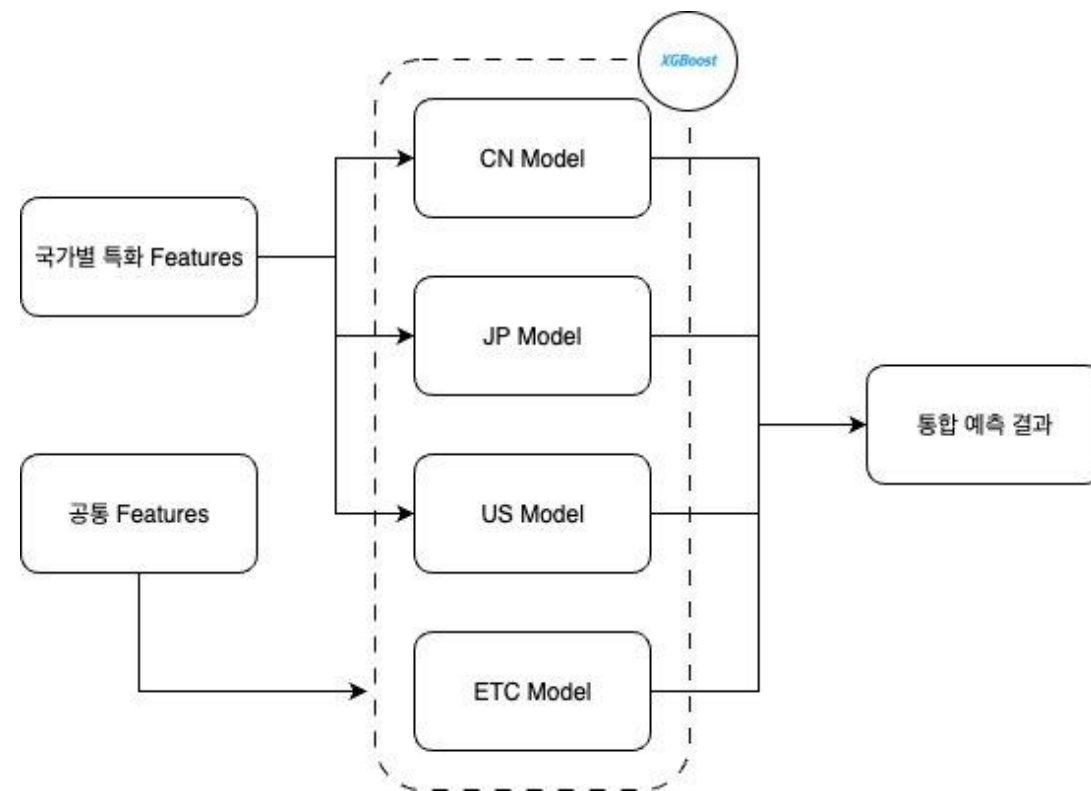 XGBoost
CN Model
국가별 특화 Features
JP Model
통합 예측 결과
공통 Features
US Model
ETC Model